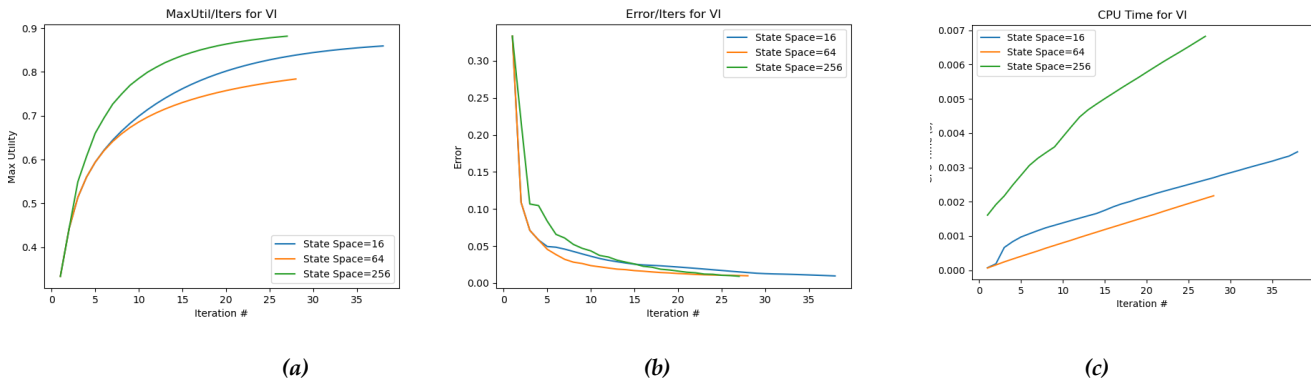 MaxUtil/Iters for VI
0.9
0.8
0.7
0.6
0.5
0.4
Max Utility
0
5
10
15
20
25
30
35
Iteration #
State Space=16
State Space=64
State Space=256
(a)
Error/Iters for VI
0.30
0.25
0.20
0.15
0.10
0.05
0.00
Error
0
5
10
15
20
25
30
35
Iteration #
State Space=16
State Space=64
State Space=256
(b)
CPU Time for VI
0.007
0.006
0.005
0.004
0.003
0.002
0.001
0.000
0
5
10
15
20
25
30
35
Iteration #
State Space=16
State Space=64
State Space=256
(c)